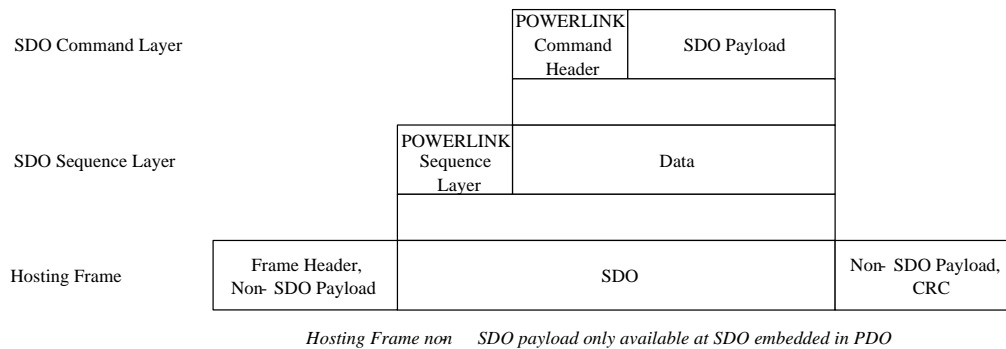 SDO Command Layer
POWERLINK
Command
Header
SDO Payload
SDO Sequence Layer
POWERLINK
Sequence
Layer
Data
Hosting Frame
Frame Header,
Non- SDO Payload
SDO
Non- SDO Payload,
CRC
Hosting Frame non- SDO payload only available at SDO embedded in PDO